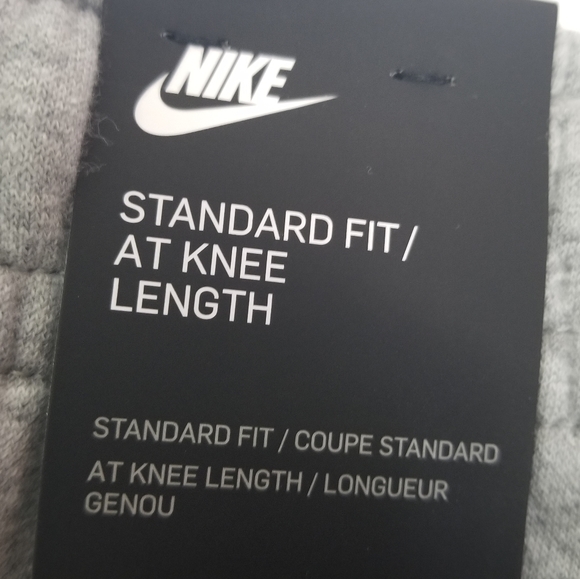 NIKE
STANDARD FIT/
AT KNEE
LENGTH
STANDARD FIT / COUPE STANDARD
AT KNEE LENGTH / LONGUEUR
GENOU